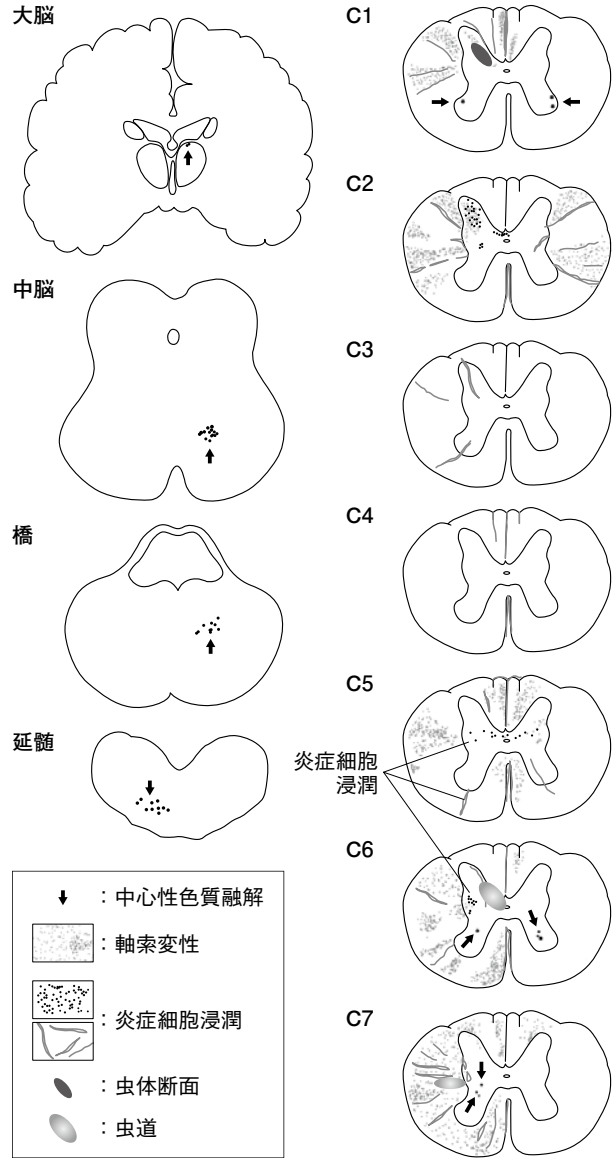 大脳
中脳
橋
延髄
C1
C2
C3
C4
C5
炎症細胞
浸潤
C6
C7
：中心性色質融解
：軸索変性
：炎症細胞浸潤
：虫体断面
：虫道